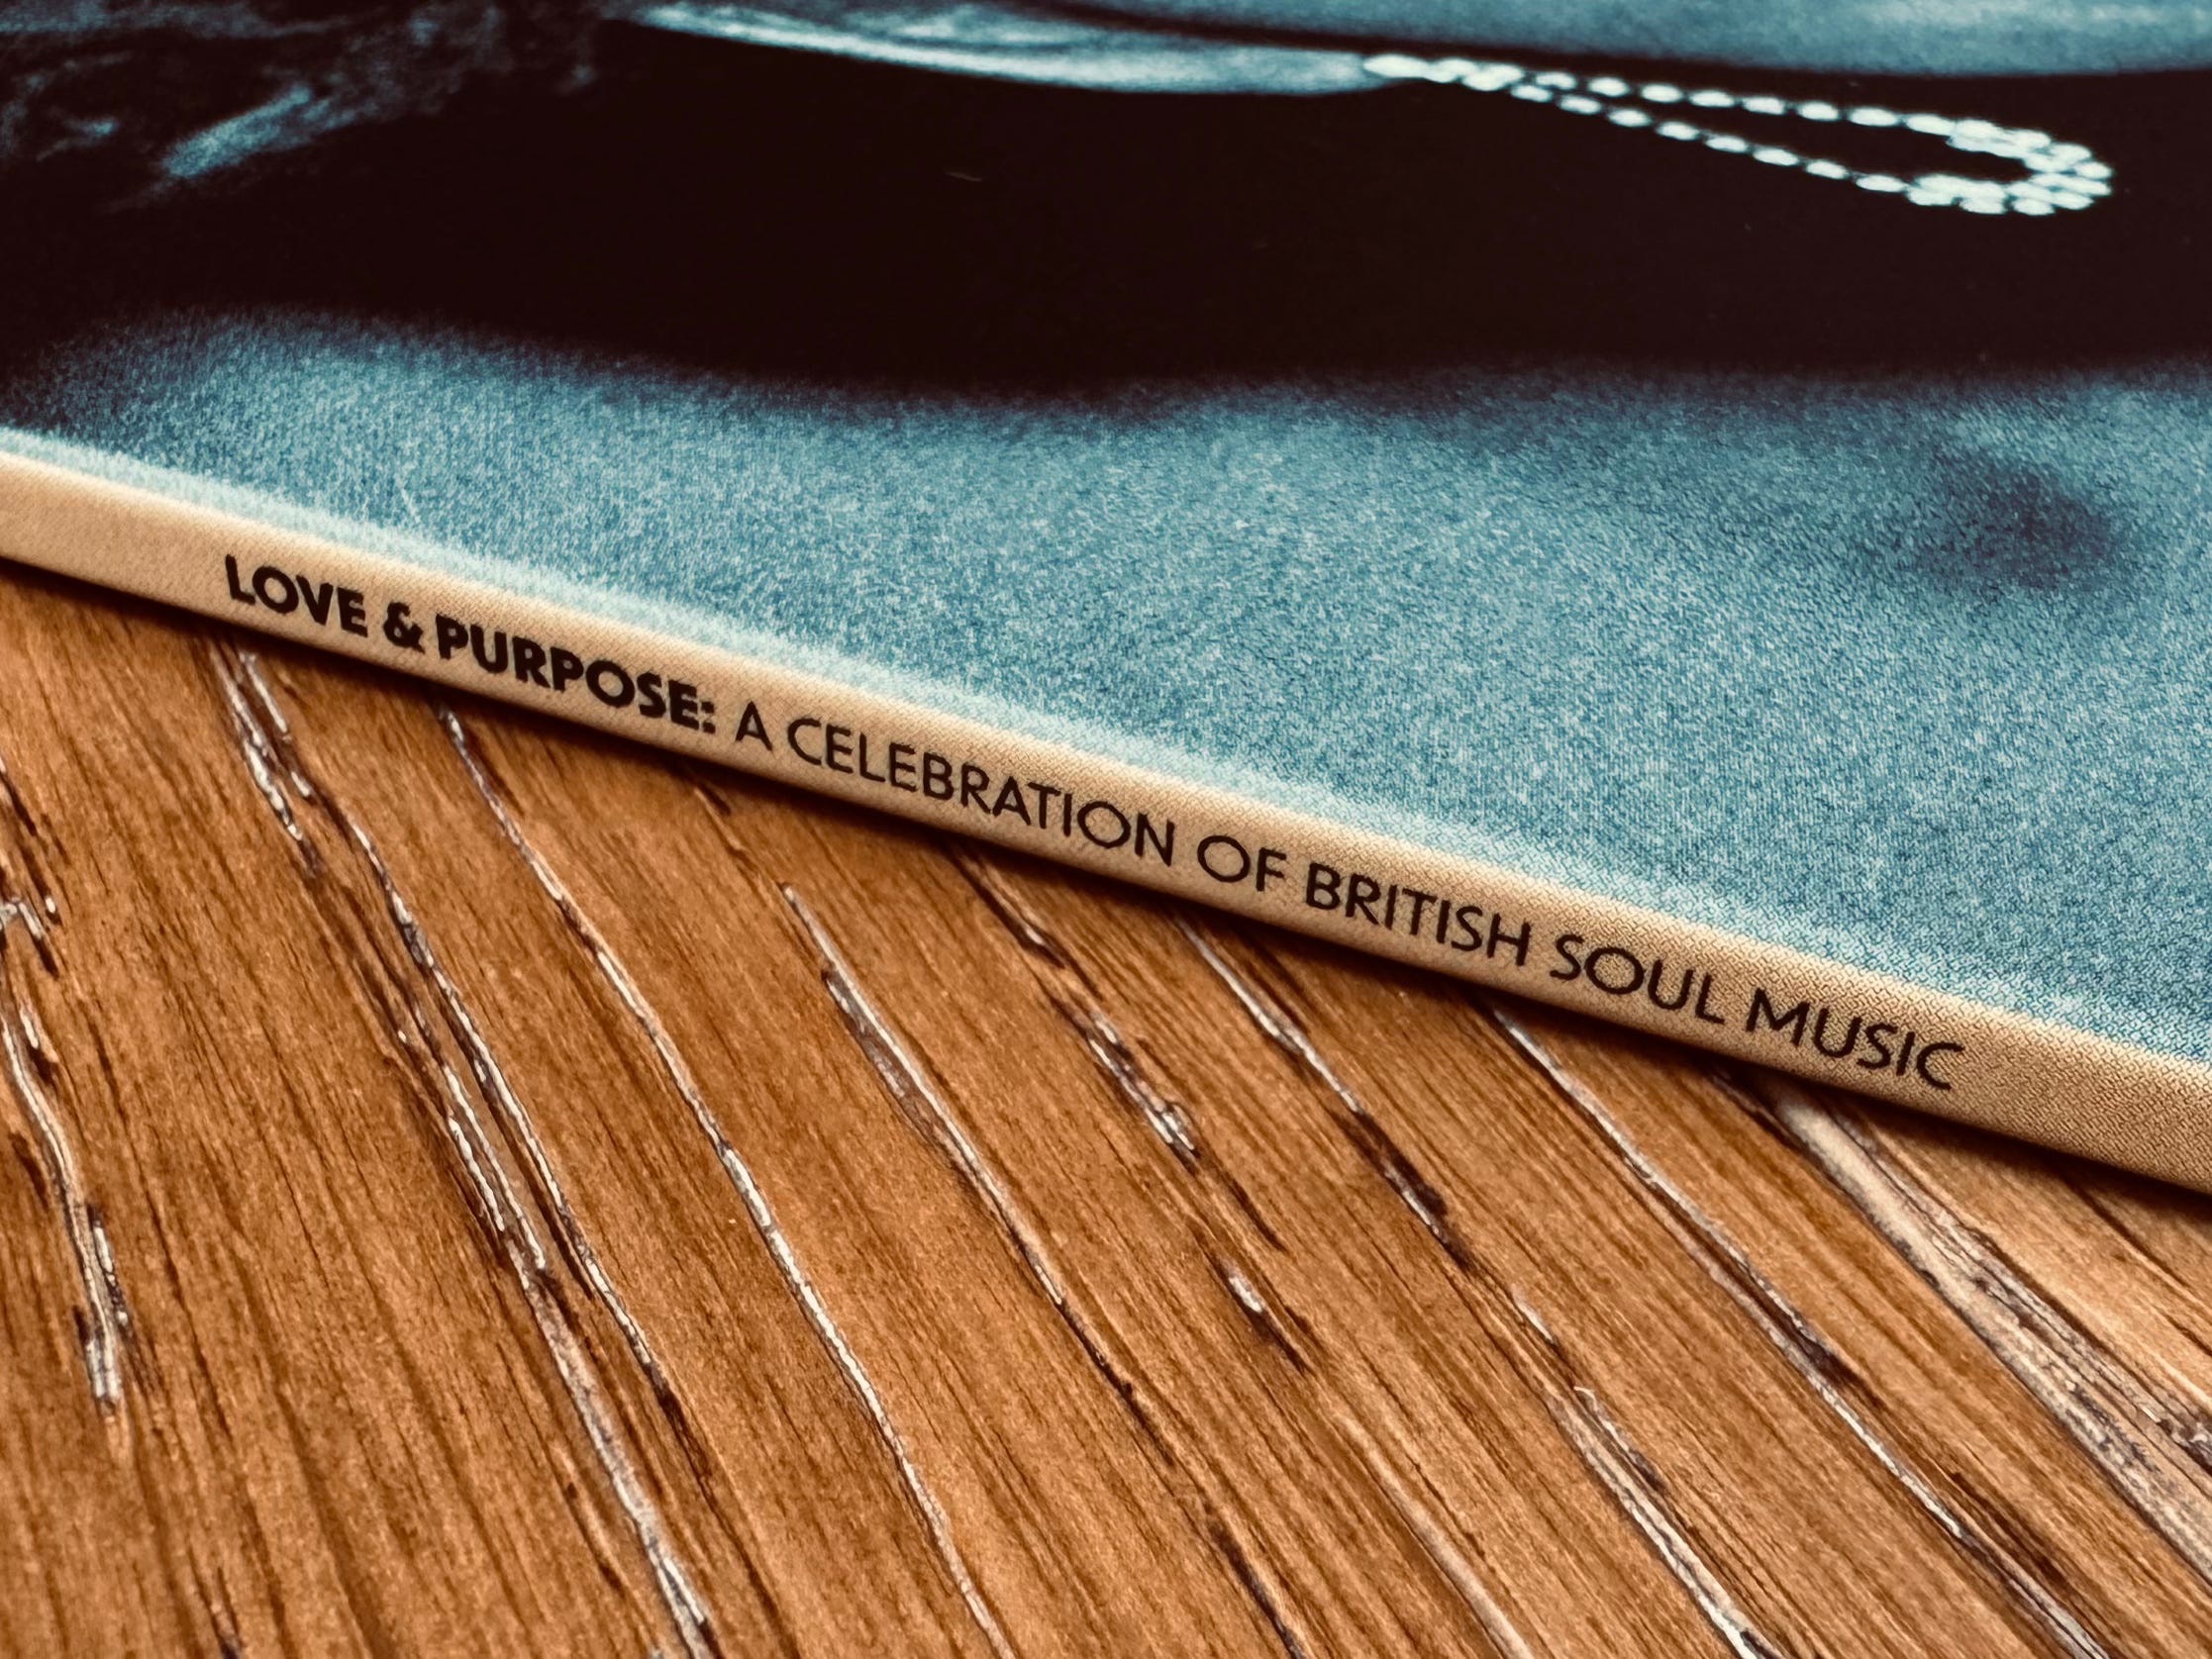 LOVE & PURPOSE: A CELEBRATION OF BRITISH SOUL MUSIC